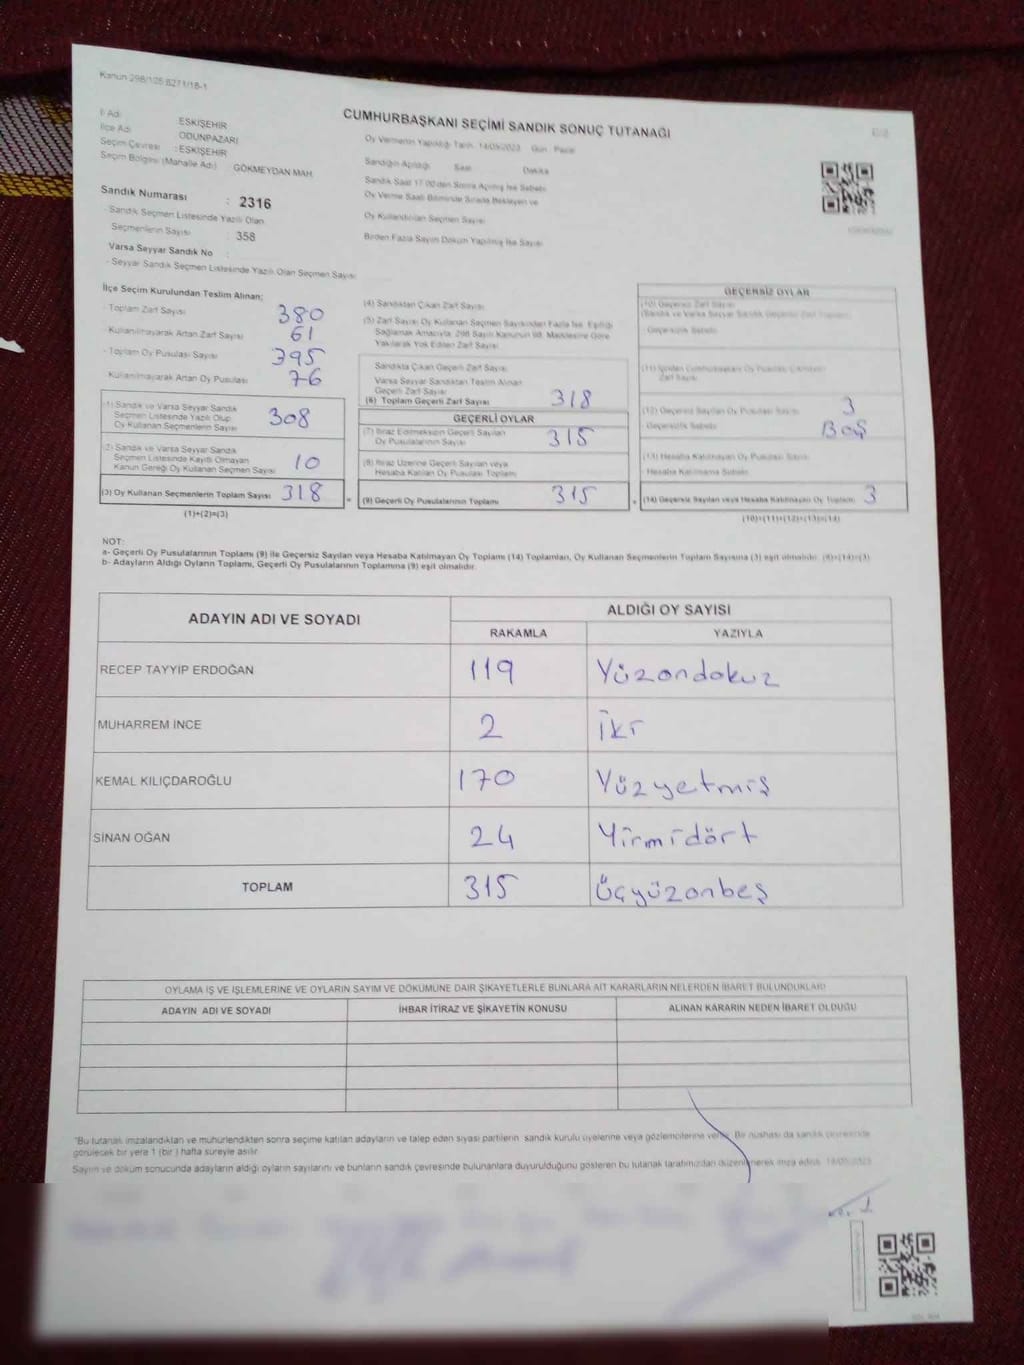 Kanun 298/105 6271/18-1
CUMHURBAŞKANI SEÇİMİ SANDIK SONUÇ TUTANAĞI
İl Adı : ESKİŞEHİR
İlçe Adı : ODUNPAZARI
Seçim Çevresi : ESKİŞEHİR
Seçim Bölgesi (Mahalle Adı) : GÖKMEYDAN MAH.
Sandık Numarası : 2316
- Sandık Seçmen Listesinde Yazılı Olan
Seçmenlerin Sayısı : 358
Varsa Seyyar Sandık No :
- Seyyar Sandık Seçmen Listesinde Yazılı Olan Seçmen Sayısı
Oy Vermenin Yapıldığı Tarih: 14/05/2023 Gün: Pazar
Sandığın Açıldığı Saat Dakika
Sandık Saat 17.00'den Sonra Açılmış İse Sebebi
Oy Verme Saati Bitiminde Sırada Bekleyen ve
Oy Kullandırılan Seçmen Sayısı
Birden Fazla Sayım Döküm Yapılmış İse Sayısı
İlçe Seçim Kurulundan Teslim Alınan;
- Toplam Zarf Sayısı 380
- Kullanılmayarak Artan Zarf Sayısı 61
- Toplam Oy Pusulası Sayısı 395
- Kullanılmayarak Artan Oy Pusulası 76
(1) Sandık ve Varsa Seyyar Sandık
Seçmen Listesinde Yazılı Olup
Oy Kullanan Seçmenlerin Sayısı 308
(2) Sandık ve Varsa Seyyar Sandık
Seçmen Listesinde Kayıtlı Olmayan
Kanun Gereği Oy Kullanan Seçmen Sayısı 10
(3) Oy Kullanan Seçmenlerin Toplam Sayısı 318
(1)+(2)=(3)
(4) Sandıktan Çıkan Zarf Sayısı
(5) Zarf Sayısı Oy Kullanan Seçmen Sayısından Fazla İse, Eşitliği
Sağlamak Amacıyla, 298 Sayılı Kanunun 98. Maddesine Göre
Yakılarak Yok Edilen Zarf Sayısı
Sandıkta Çıkan Geçerli Zarf Sayısı
Varsa Seyyar Sandıktan Teslim Alınan
Geçerli Zarf Sayısı
(6) Toplam Geçerli Zarf Sayısı 318
GEÇERLİ OYLAR
(7) İtiraz Edilmeksizin Geçerli Sayılan
Oy Pusulalarının Sayısı 315
(8) İtiraz Üzerine Geçerli Sayılan veya
Hesaba Katılan Oy Pusulası Toplamı
(9) Geçerli Oy Pusulalarının Toplamı 315
GEÇERSİZ OYLAR
(10) Geçersiz Zarf Sayısı
Geçersizlik Sebebi
Zarf Sayısı
(12) Geçersiz Sayılan Oy Pusulası Sayısı 3
Geçersizlik Sebebi BOŞ
(13) Hesaba Katılmayan Oy Pusulası Sayısı
Hesaba Katılmama Sebebi
(14) Geçersiz Sayılan veya Hesaba Katılmayan Oy Toplamı 3
(10)+(11)+(12)+(13)=(14)
NOT:
a- Geçerli Oy Pusulalarının Toplamı (9) ile Geçersiz Sayılan veya Hesaba Katılmayan Oy Toplamı (14) Toplamları, Oy Kullanan Seçmenlerin Toplam Sayısına (3) eşit olmalıdır. (9)+(14)=(3)
b- Adayların Aldığı Oyların Toplamı, Geçerli Oy Pusulalarının Toplamına (9) eşit olmalıdır.
ADAYIN ADI VE SOYADI
ALDIĞI OY SAYISI
RAKAMLA YAZIYLA
RECEP TAYYİP ERDOĞAN 119 Yüzondokuz
MUHARREM İNCE 2 İki
KEMAL KILIÇDAROĞLU 170 Yüzyetmiş
SİNAN OĞAN 24 Yirmidört
TOPLAM 315 Üçyüzonbeş
OYLAMA İŞ VE İŞLEMLERİNE VE OYLARIN SAYIM VE DÖKÜMÜNE DAİR ŞİKAYETLERLE BUNLARA AİT KARARLARIN NELERDEN İBARET BULUNDUKLARI
ADAYIN ADI VE SOYADI İHBAR İTİRAZ VE ŞİKAYETİN KONUSU ALINAN KARARIN NEDEN İBARET OLDUĞU
"Bu tutanak imzalandıktan ve mühürlendikten sonra seçime katılan adayların ve talep eden siyasi partilerin sandık kurulu üyelerine veya gözlemcilerine verilir. Bir nüshası da sandık çevresinde
görülecek bir yere 1 (bir ) hafta süreyle asılır.
Sayım ve döküm sonucunda adayların aldığı oyların sayılarını ve bunların sandık çevresinde bulunanlara duyurulduğunu gösteren bu tutanak tarafımızdan düzenlenerek imza edildi. 14/05/2023